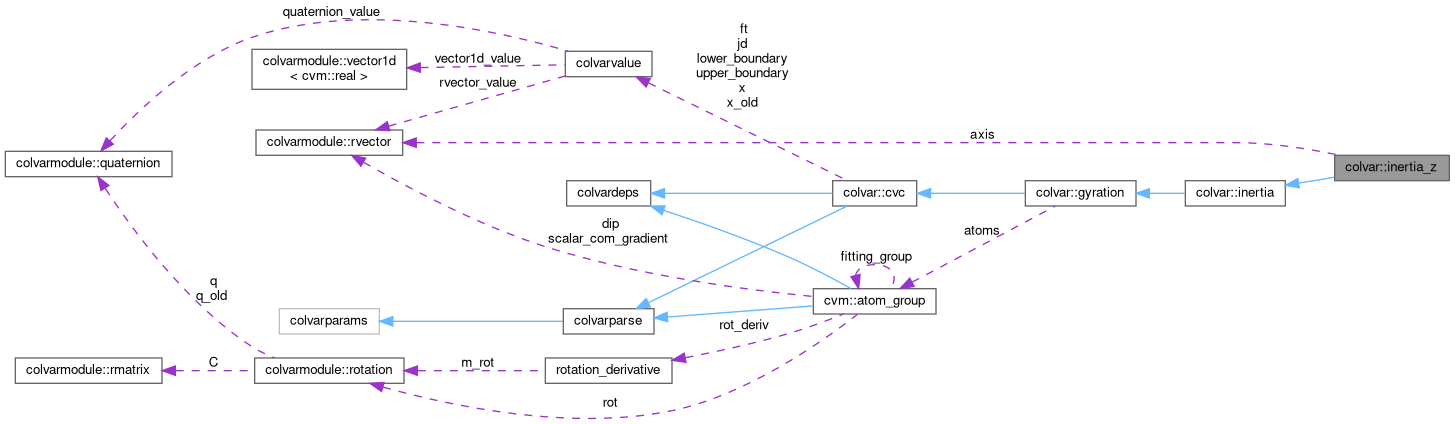 quaternion_value
ft
jd
lower_boundary
upper_boundary
x
x_old
colvarmodule::vector1d
< cvm::real >
vector1d_value
colvarvalue
rvector_value
colvarmodule::rvector
axis
colvarmodule::quaternion
colvar::inertia_z
colvardeps
colvar::cvc
colvar::gyration
colvar::inertia
dip
scalar_com_gradient
atoms
fitting_group
q
q_old
cvm::atom_group
colvarparams
colvarparse
rot_deriv
colvarmodule::rmatrix
C
colvarmodule::rotation
m_rot
rotation_derivative
rot